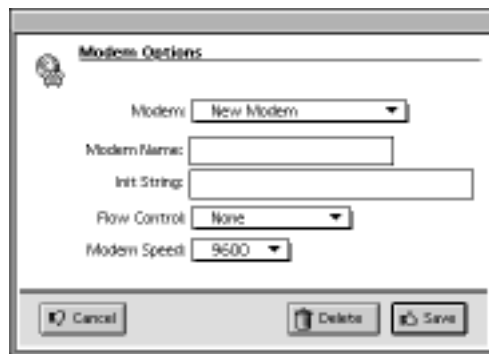 Modem Options
Modem: New Modem
Modem Name:
Init String:
Flow Control: None
Modem Speed: 9600
Cancel Delete Save